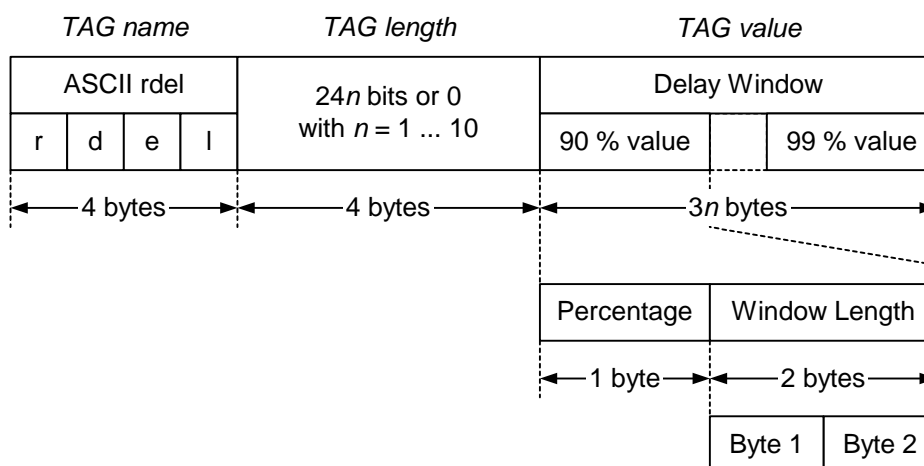 TAG name TAG length TAG value
ASCII rdel
24n bits or 0
with n = 1 ... 10
Delay Window
r d e l
90 % value 99 % value
4 bytes 4 bytes 3n bytes
Percentage Window Length
1 byte 2 bytes
Byte 1 Byte 2